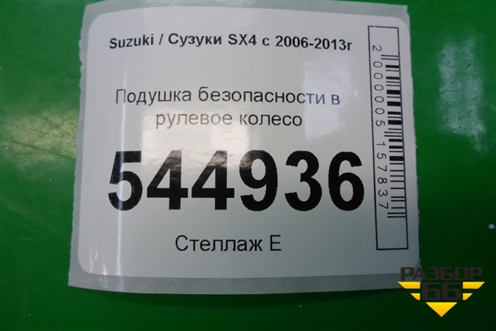 Suzuki / Сузуки SX4 с 2006-2013г
Подушка безопасности в
рулевое колесо
544936
Стеллаж Е
2000005157837
РАЗБОР
66